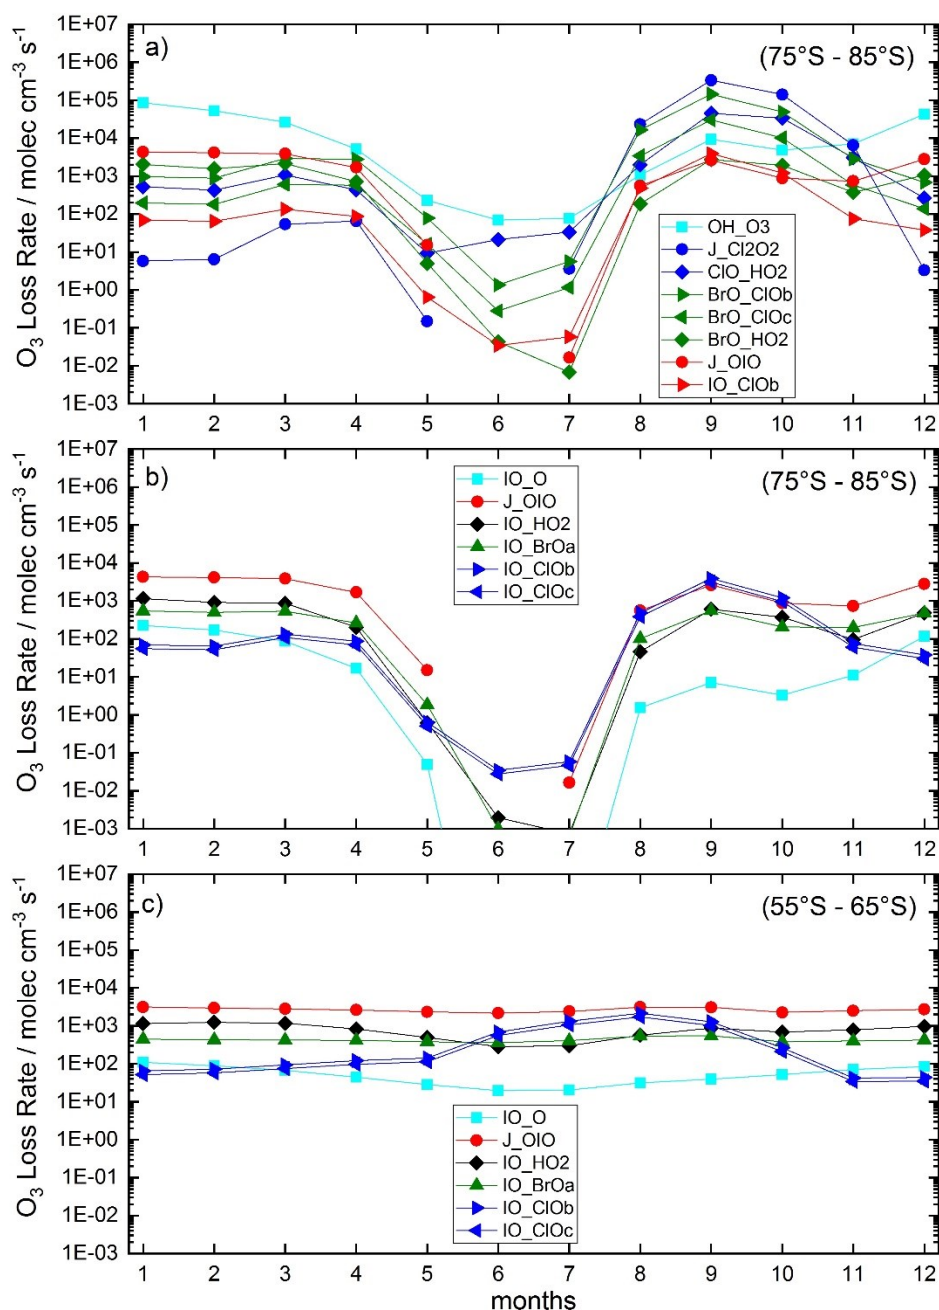 a)
(75°S - 85°S)
O₃ Loss Rate / molec cm⁻³ s⁻¹
1E+07
1E+06
1E+05
1E+04
1E+03
1E+02
1E+01
1E+00
1E-01
1E-02
1E-03
OH_O3
J_Cl2O2
ClO_HO2
BrO_ClOb
BrO_ClOc
BrO_HO2
J_OIO
IO_ClOb
1 2 3 4 5 6 7 8 9 10 11 12
b)
(75°S - 85°S)
O₃ Loss Rate / molec cm⁻³ s⁻¹
1E+07
1E+06
1E+05
1E+04
1E+03
1E+02
1E+01
1E+00
1E-01
1E-02
1E-03
IO_O
J_OIO
IO_HO2
IO_BrOa
IO_ClOb
IO_ClOc
1 2 3 4 5 6 7 8 9 10 11 12
c)
(55°S - 65°S)
O₃ Loss Rate / molec cm⁻³ s⁻¹
1E+07
1E+06
1E+05
1E+04
1E+03
1E+02
1E+01
1E+00
1E-01
1E-02
1E-03
IO_O
J_OIO
IO_HO2
IO_BrOa
IO_ClOb
IO_ClOc
1 2 3 4 5 6 7 8 9 10 11 12
months